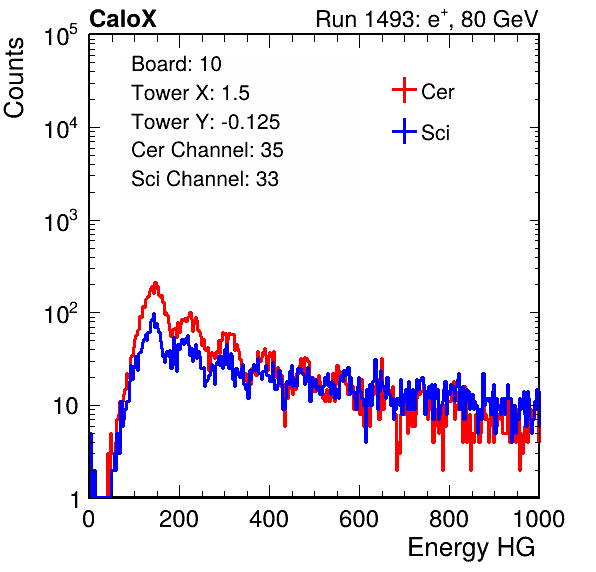 CaloX Run 1493: e⁺, 80 GeV
Counts
Board: 10
Tower X: 1.5
Tower Y: -0.125
Cer Channel: 35
Sci Channel: 33
Cer
Sci
10⁵
10⁴
10³
10²
10
1
0 200 400 600 800 1000
Energy HG